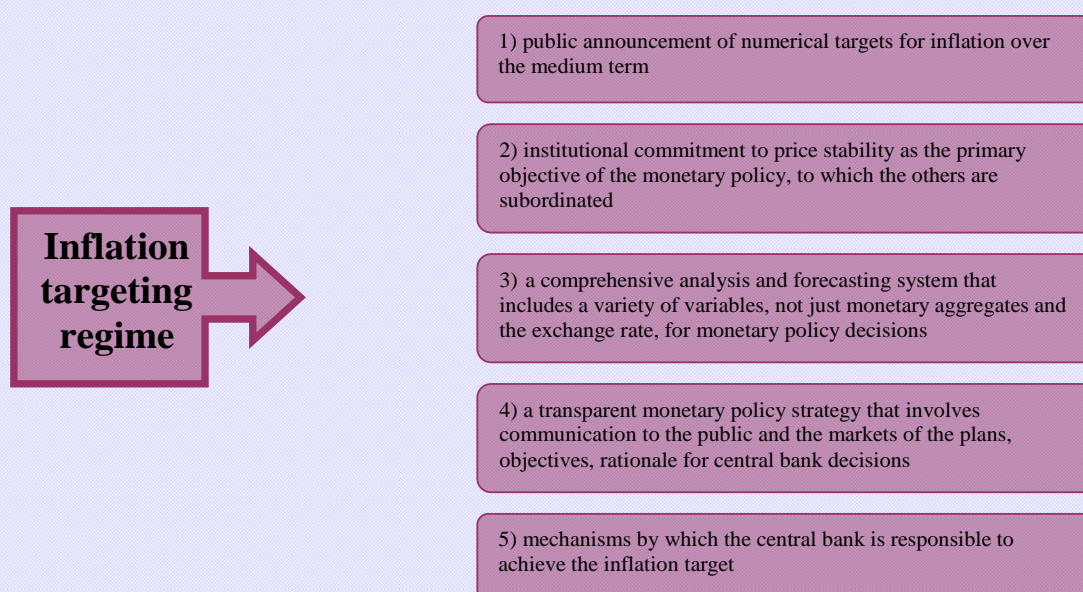 Inflation
targeting
regime
1) public announcement of numerical targets for inflation over
the medium term
2) institutional commitment to price stability as the primary
objective of the monetary policy, to which the others are
subordinated
3) a comprehensive analysis and forecasting system that
includes a variety of variables, not just monetary aggregates and
the exchange rate, for monetary policy decisions
4) a transparent monetary policy strategy that involves
communication to the public and the markets of the plans,
objectives, rationale for central bank decisions
5) mechanisms by which the central bank is responsible to
achieve the inflation target